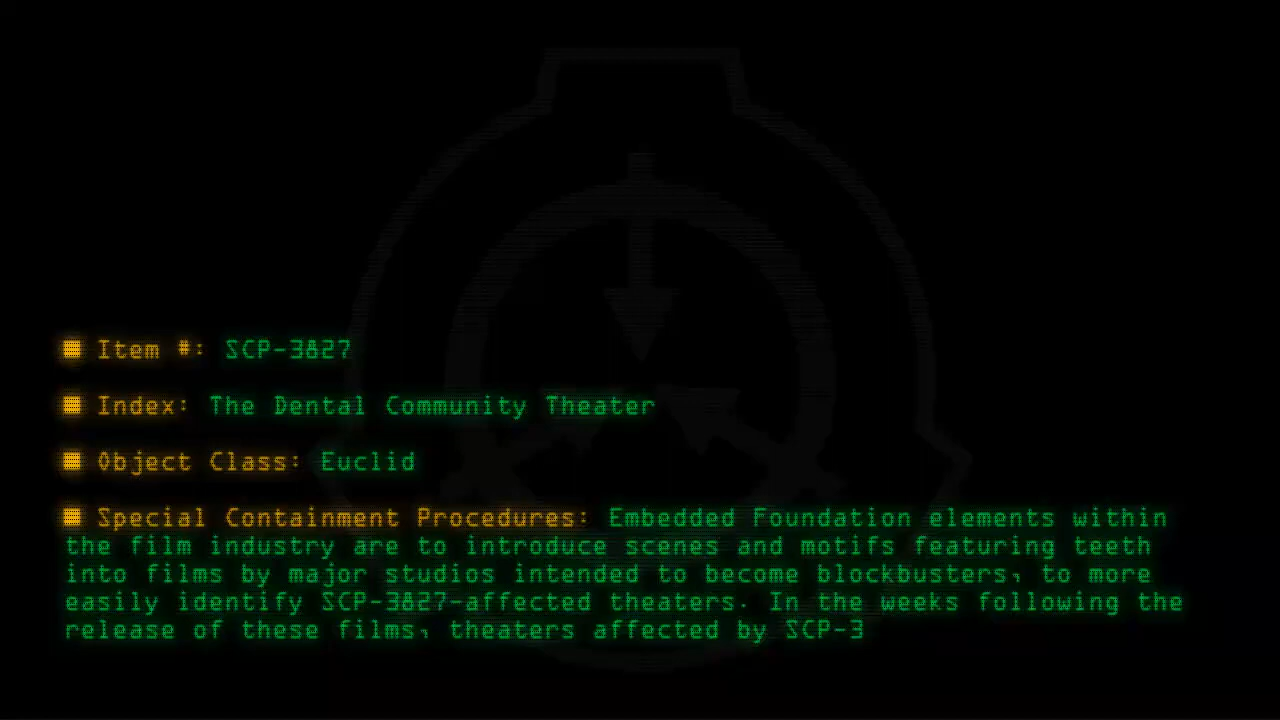 ■ Item #: SCP-3827
■ Index: The Dental Community Theater
■ Object Class: Euclid
■ Special Containment Procedures: Embedded Foundation elements within
the film industry are to introduce scenes and motifs featuring teeth
into films by major studios intended to become blockbusters, to more
easily identify SCP-3827-affected theaters. In the weeks following the
release of these films, theaters affected by SCP-3